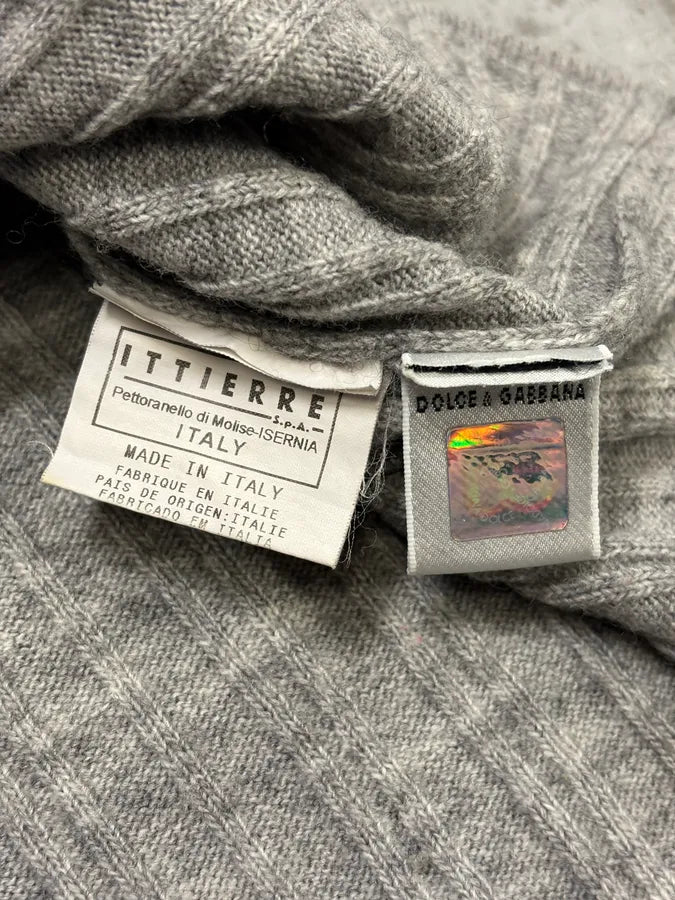 ITTIERRE
S.p.A.
Pettoranello di Molise-ISERNIA
ITALY
MADE IN ITALY
FABRIQUE EN ITALIE
PAIS DE ORIGEN:ITALIE
FABRICADO EM ITALIA
DOLCE & GABBANA